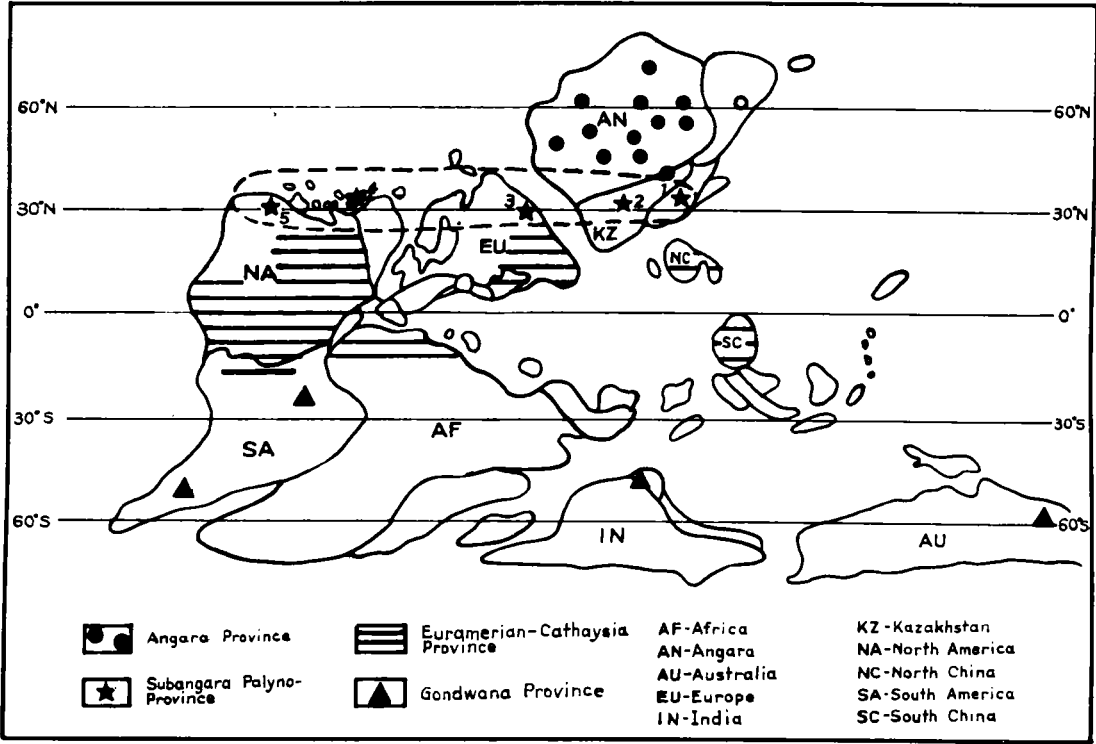 60°N
60°N
AN
1
4
2
3
30°N
5
30°N
KZ
EU
NC
NA
0°
0°
SC
30°S
30°S
AF
SA
60°S
60°S
IN
AU
Angara Province
Subangara Palyno-
Province
Eurqmerian-Cathaysia
Province
Gondwana Province
AF-Africa
AN-Angara
AU-Australia
EU-Europe
IN-India
KZ-Kazakhstan
NA-North America
NC-North China
SA-South America
SC-South China